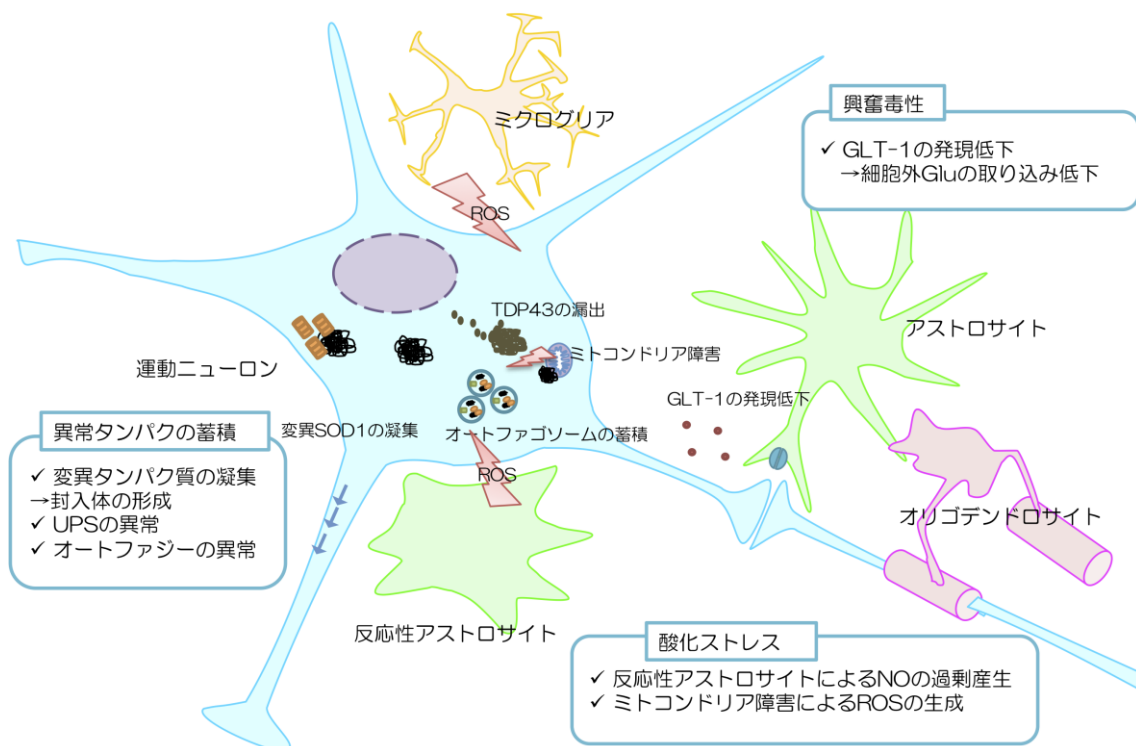 ミクログリア
ROS
興奮毒性
✓ GLT-1の発現低下
→細胞外Gluの取り込み低下
TDP43の漏出
アストロサイト
ミトコンドリア障害
運動ニューロン
GLT-1の発現低下
異常タンパクの蓄積
✓ 変異タンパク質の凝集
→封入体の形成
✓ UPSの異常
✓ オートファジーの異常
変異SOD1の凝集
オートファゴソームの蓄積
ROS
オリゴデンドロサイト
反応性アストロサイト
酸化ストレス
✓ 反応性アストロサイトによるNOの過剰産生
✓ ミトコンドリア障害によるROSの生成